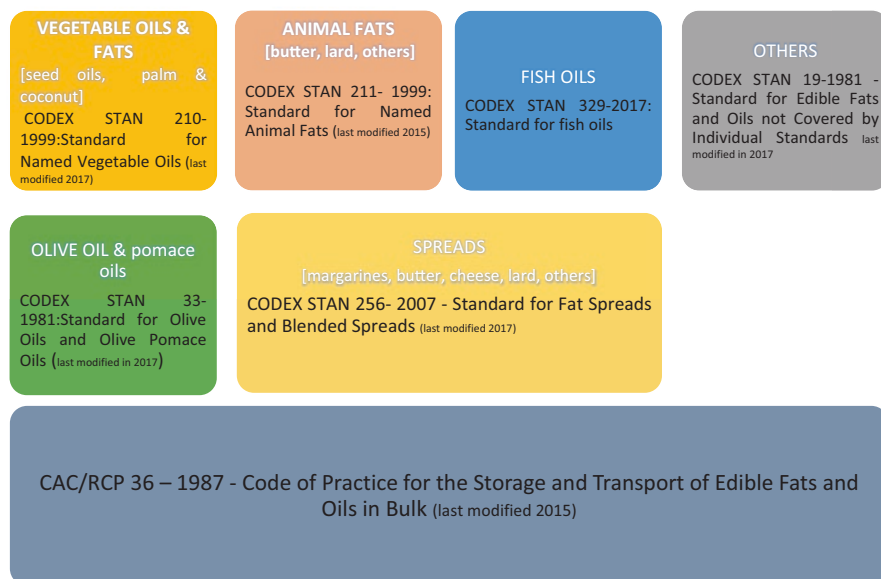 VEGETABLE OILS &
FATS
[seed oils, palm &
coconut]
CODEX STAN 210-
1999:Standard for
Named Vegetable Oils (last
modified 2017)
ANIMAL FATS
[butter, lard, others]
CODEX STAN 211- 1999:
Standard for Named
Animal Fats (last modified 2015)
FISH OILS
CODEX STAN 329-2017:
Standard for fish oils
OTHERS
CODEX STAN 19-1981 -
Standard for Edible Fats
and Oils not Covered by
Individual Standards last
modified in 2017
OLIVE OIL & pomace
oils
CODEX STAN 33-
1981:Standard for Olive
Oils and Olive Pomace
Oils (last modified in 2017)
SPREADS
[margarines, butter, cheese, lard, others]
CODEX STAN 256- 2007 - Standard for Fat Spreads
and Blended Spreads (last modified 2017)
CAC/RCP 36 – 1987 - Code of Practice for the Storage and Transport of Edible Fats and
Oils in Bulk (last modified 2015)